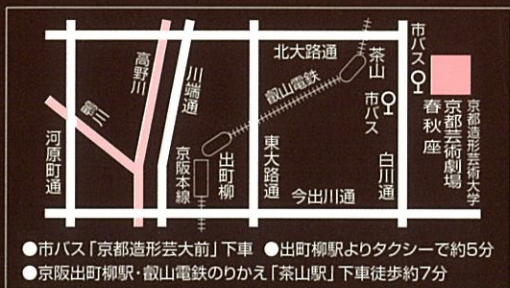 北大路通
高野川
川端通
叡山電鉄
茶山
市バス
市バス
京都造形芸術大学
京都芸術劇場
春秋座
鴨川
河原町通
京阪本線
出町柳
東大路通
白川通
今出川通
●市バス「京都造形芸大前」下車 ●出町柳駅よりタクシーで約5分
●京阪出町柳駅・叡山電鉄のりかえ「茶山駅」下車徒歩約7分